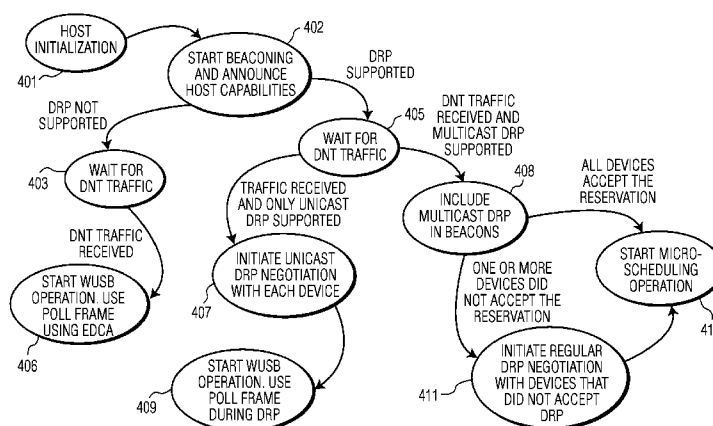 HOST
INITIALIZATION
401
402
START BEACONING
AND ANNOUNCE
HOST CAPABILITIES
DRP
SUPPORTED
DRP NOT
SUPPORTED
403
WAIT FOR
DNT TRAFFIC
405
WAIT FOR
DNT TRAFFIC
DNT TRAFFIC
RECEIVED AND
MULTICAST DRP
SUPPORTED
408
INCLUDE
MULTICAST DRP
IN BEACONS
ALL DEVICES
ACCEPT THE
RESERVATION
TRAFFIC RECEIVED
AND ONLY UNICAST
DRP SUPPORTED
DNT TRAFFIC
RECEIVED
START WUSB
OPERATION. USE
POLL FRAME
USING EDCA
406
INITIATE UNICAST
DRP NEGOTIATION
WITH EACH DEVICE
407
ONE OR MORE
DEVICES DID
NOT ACCEPT THE
RESERVATION
START MICRO-
SCHEDULING
OPERATION
START WUSB
OPERATION. USE
POLL FRAME
DURING DRP
409
INITIATE REGULAR
DRP NEGOTIATION
WITH DEVICES THAT
DID NOT ACCEPT
DRP
411